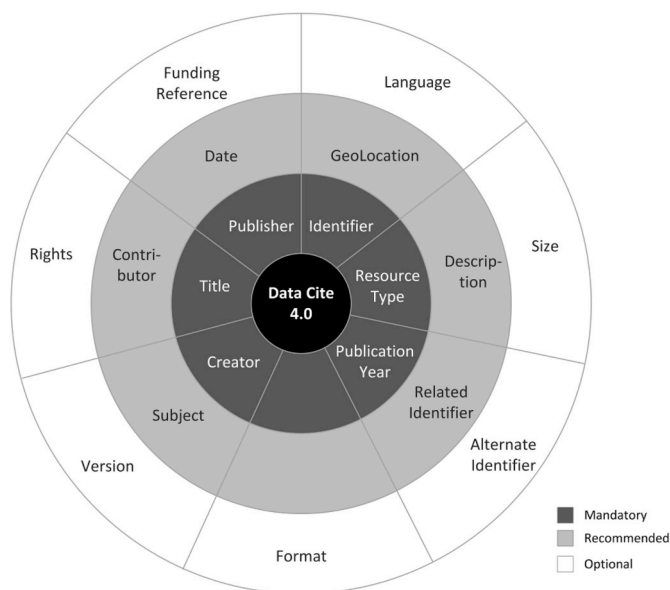 Funding
Reference
Language
Date
GeoLocation
Publisher
Identifier
Rights
Contri-
butor
Title
Data Cite
4.0
Resource
Type
Descrip-
tion
Size
Creator
Publication
Year
Subject
Related
Identifier
Version
Alternate
Identifier
Format
Mandatory
Recommended
Optional